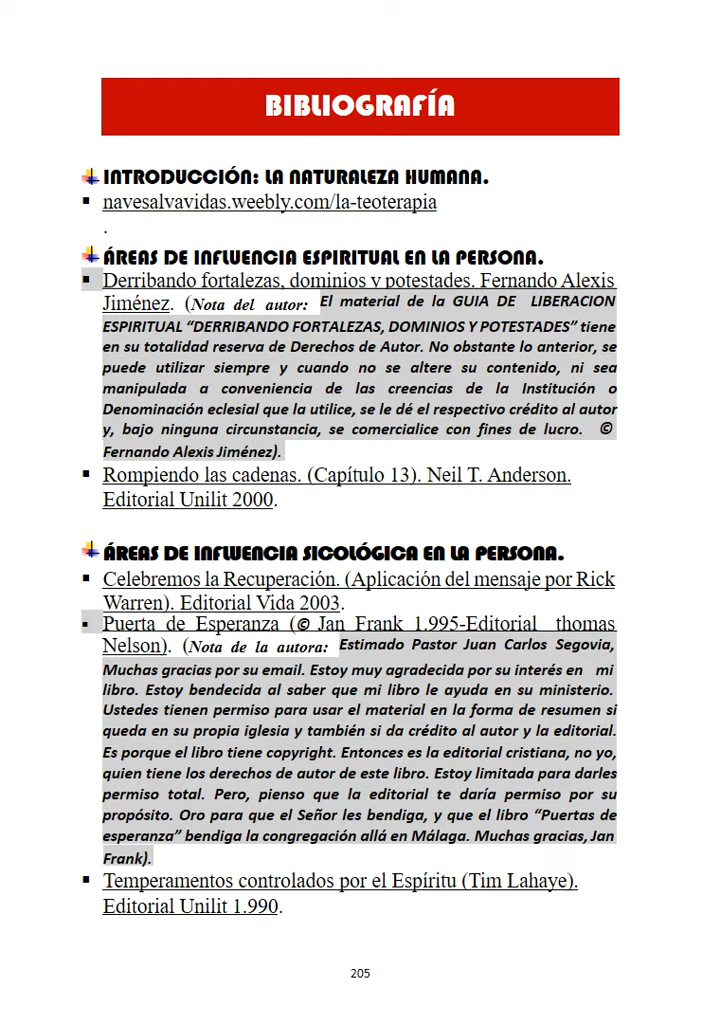 BIBLIOGRAFÍA
INTRODUCCIÓN: LA NATURALEZA HUMANA.
▪ navesalvavidas.weebly.com/la-teoterapia
.
ÁREAS DE INFLUENCIA ESPIRITUAL EN LA PERSONA.
▪ Derribando fortalezas, dominios y potestades. Fernando Alexis
Jiménez. (Nota del autor: El material de la GUIA DE LIBERACION
ESPIRITUAL “DERRIBANDO FORTALEZAS, DOMINIOS Y POTESTADES” tiene
en su totalidad reserva de Derechos de Autor. No obstante lo anterior, se
puede utilizar siempre y cuando no se altere su contenido, ni sea
manipulada a conveniencia de las creencias de la Institución o
Denominación eclesial que la utilice, se le dé el respectivo crédito al autor
y, bajo ninguna circunstancia, se comercialice con fines de lucro. ©
Fernando Alexis Jiménez).
▪ Rompiendo las cadenas. (Capítulo 13). Neil T. Anderson.
Editorial Unilit 2000.
ÁREAS DE INFLUENCIA SICOLÓGICA EN LA PERSONA.
▪ Celebremos la Recuperación. (Aplicación del mensaje por Rick
Warren). Editorial Vida 2003.
▪ Puerta de Esperanza (© Jan Frank 1.995-Editorial thomas
Nelson). (Nota de la autora: Estimado Pastor Juan Carlos Segovia,
Muchas gracias por su email. Estoy muy agradecida por su interés en mi
libro. Estoy bendecida al saber que mi libro le ayuda en su ministerio.
Ustedes tienen permiso para usar el material en la forma de resumen si
queda en su propia iglesia y también si da crédito al autor y la editorial.
Es porque el libro tiene copyright. Entonces es la editorial cristiana, no yo,
quien tiene los derechos de autor de este libro. Estoy limitada para darles
permiso total. Pero, pienso que la editorial te daría permiso por su
propósito. Oro para que el Señor les bendiga, y que el libro “Puertas de
esperanza” bendiga la congregación allá en Málaga. Muchas gracias, Jan
Frank).
▪ Temperamentos controlados por el Espíritu (Tim Lahaye).
Editorial Unilit 1.990.
205